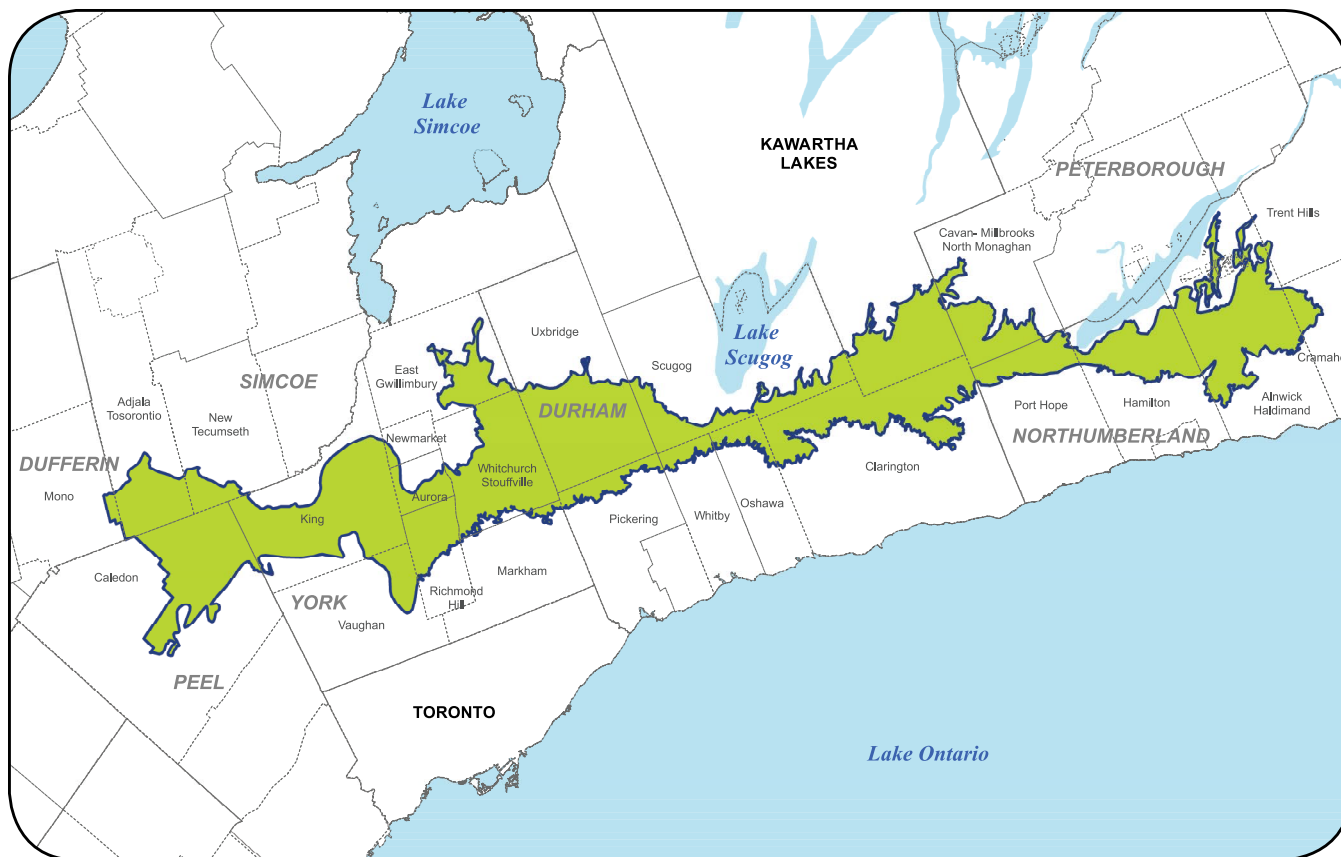 Lake
Simcoe
KAWARTHA
LAKES
PETERBOROUGH
Trent Hills
Cavan- Millbrooks
North Monaghan
Uxbridge
Lake
Scugog
Scugog
East
Gwillimbury
SIMCOE
Adjala
Tosorontio
New
Tecumseth
DURHAM
Cramahe
Alnwick
Haldimand
Hamilton
Port Hope
NORTHUMBERLAND
Newmarket
DUFFERIN
Mono
Whitchurch
Stouffville
Aurora
Clarington
King
Oshawa
Whitby
Pickering
Caledon
Markham
Richmond
Hill
YORK
Vaughan
PEEL
TORONTO
Lake Ontario